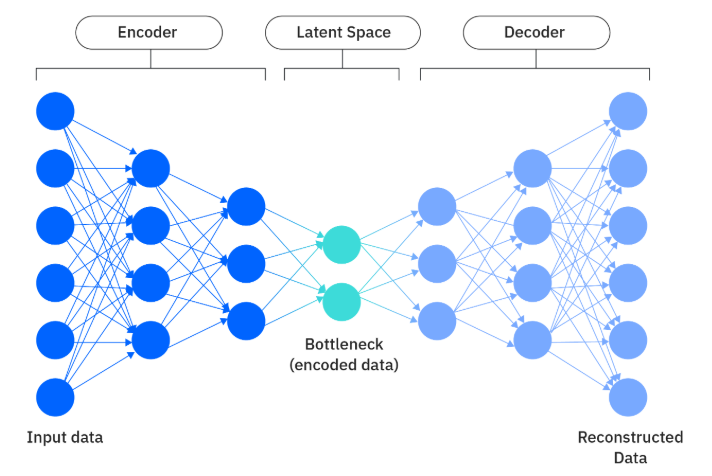 Encoder
Latent Space
Decoder
Bottleneck
(encoded data)
Input data
Reconstructed
Data